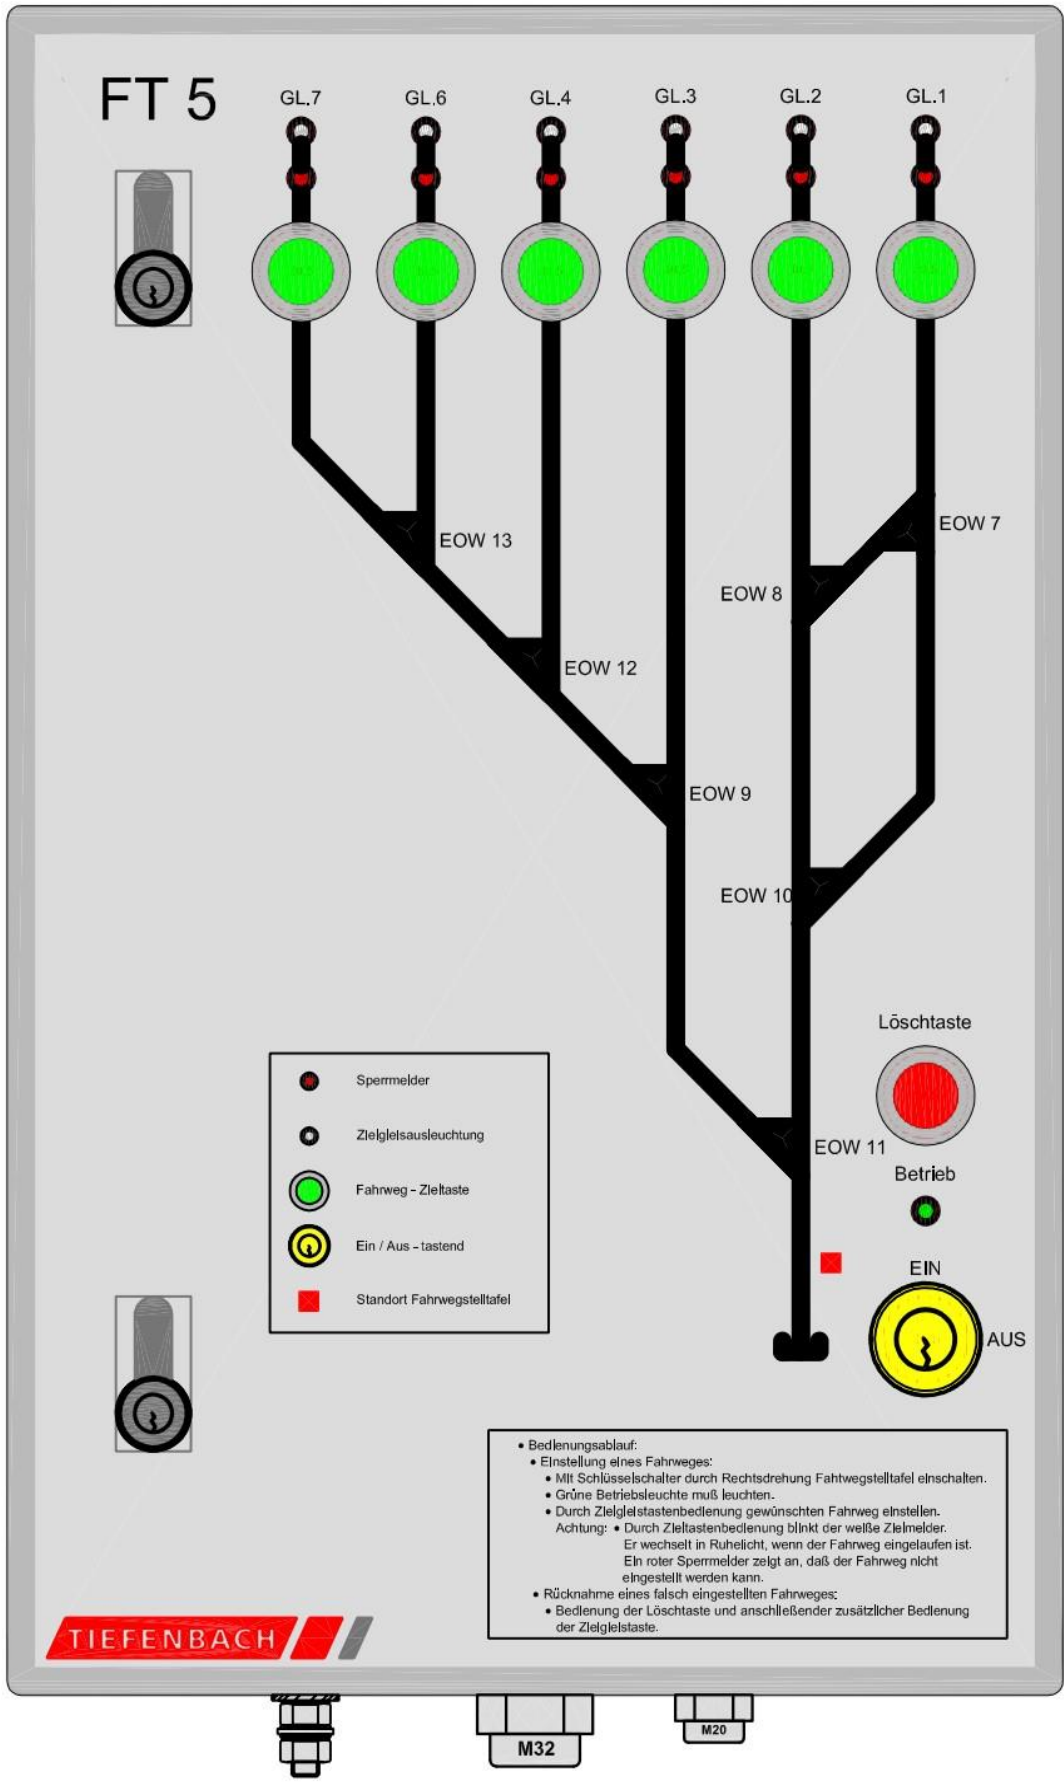 FT 5
GL.7
GL.6
GL.4
GL.3
GL.2
GL.1
EOW 7
EOW 13
EOW 8
EOW 12
EOW 9
EOW 10
Löschtaste
EOW 11
Betrieb
EIN
AUS
Sperrmelder
Zielgleisausleuchtung
Fahrweg - Zieltaste
Ein / Aus - tastend
Standort Fahrwegstelltafel
• Bedienungsablauf:
• Einstellung eines Fahrweges:
• Mit Schlüsselschalter durch Rechtsdrehung Fahtwegstelltafel einschalten.
• Grüne Betriebsleuchte muß leuchten.
• Durch Zielgleistastenbedienung gewünschten Fahrweg einstellen.
Achtung: • Durch Zieltastenbedienung blinkt der weiße Zielmelder.
Er wechselt in Ruhelicht, wenn der Fahrweg eingelaufen ist.
Ein roter Sperrmelder zeigt an, daß der Fahrweg nicht
eingestellt werden kann.
• Rücknahme eines falsch eingestellten Fahrweges:
• Bedienung der Löschtaste und anschließender zusätzlicher Bedienung
der Zielgleistaste.
TIEFENBACH
M32
M20